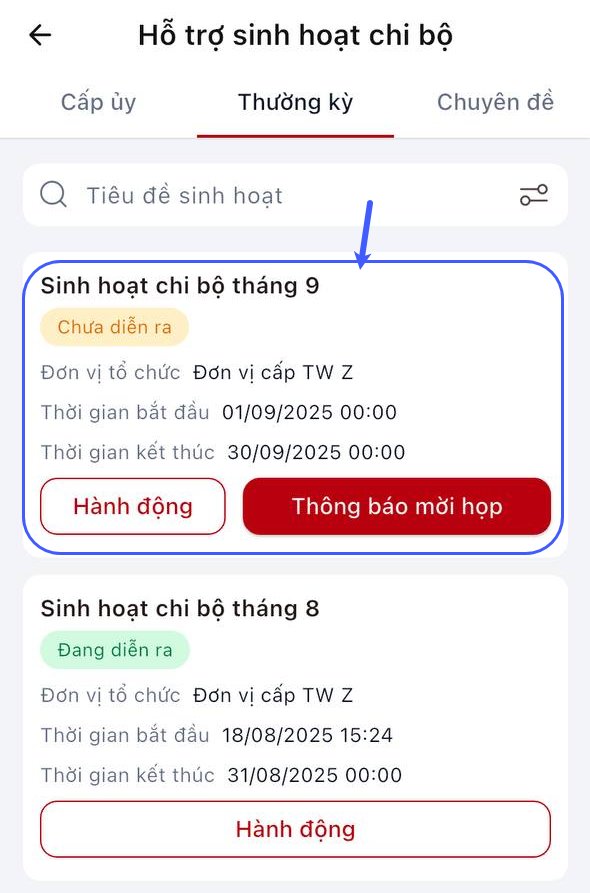 Hỗ trợ sinh hoạt chi bộ
Cấp ủy Thường kỳ Chuyên đề
Tiêu đề sinh hoạt
Sinh hoạt chi bộ tháng 9
Chưa diễn ra
Đơn vị tổ chức Đơn vị cấp TW Z
Thời gian bắt đầu 01/09/2025 00:00
Thời gian kết thúc 30/09/2025 00:00
Hành động Thông báo mời họp
Sinh hoạt chi bộ tháng 8
Đang diễn ra
Đơn vị tổ chức Đơn vị cấp TW Z
Thời gian bắt đầu 18/08/2025 15:24
Thời gian kết thúc 31/08/2025 00:00
Hành động